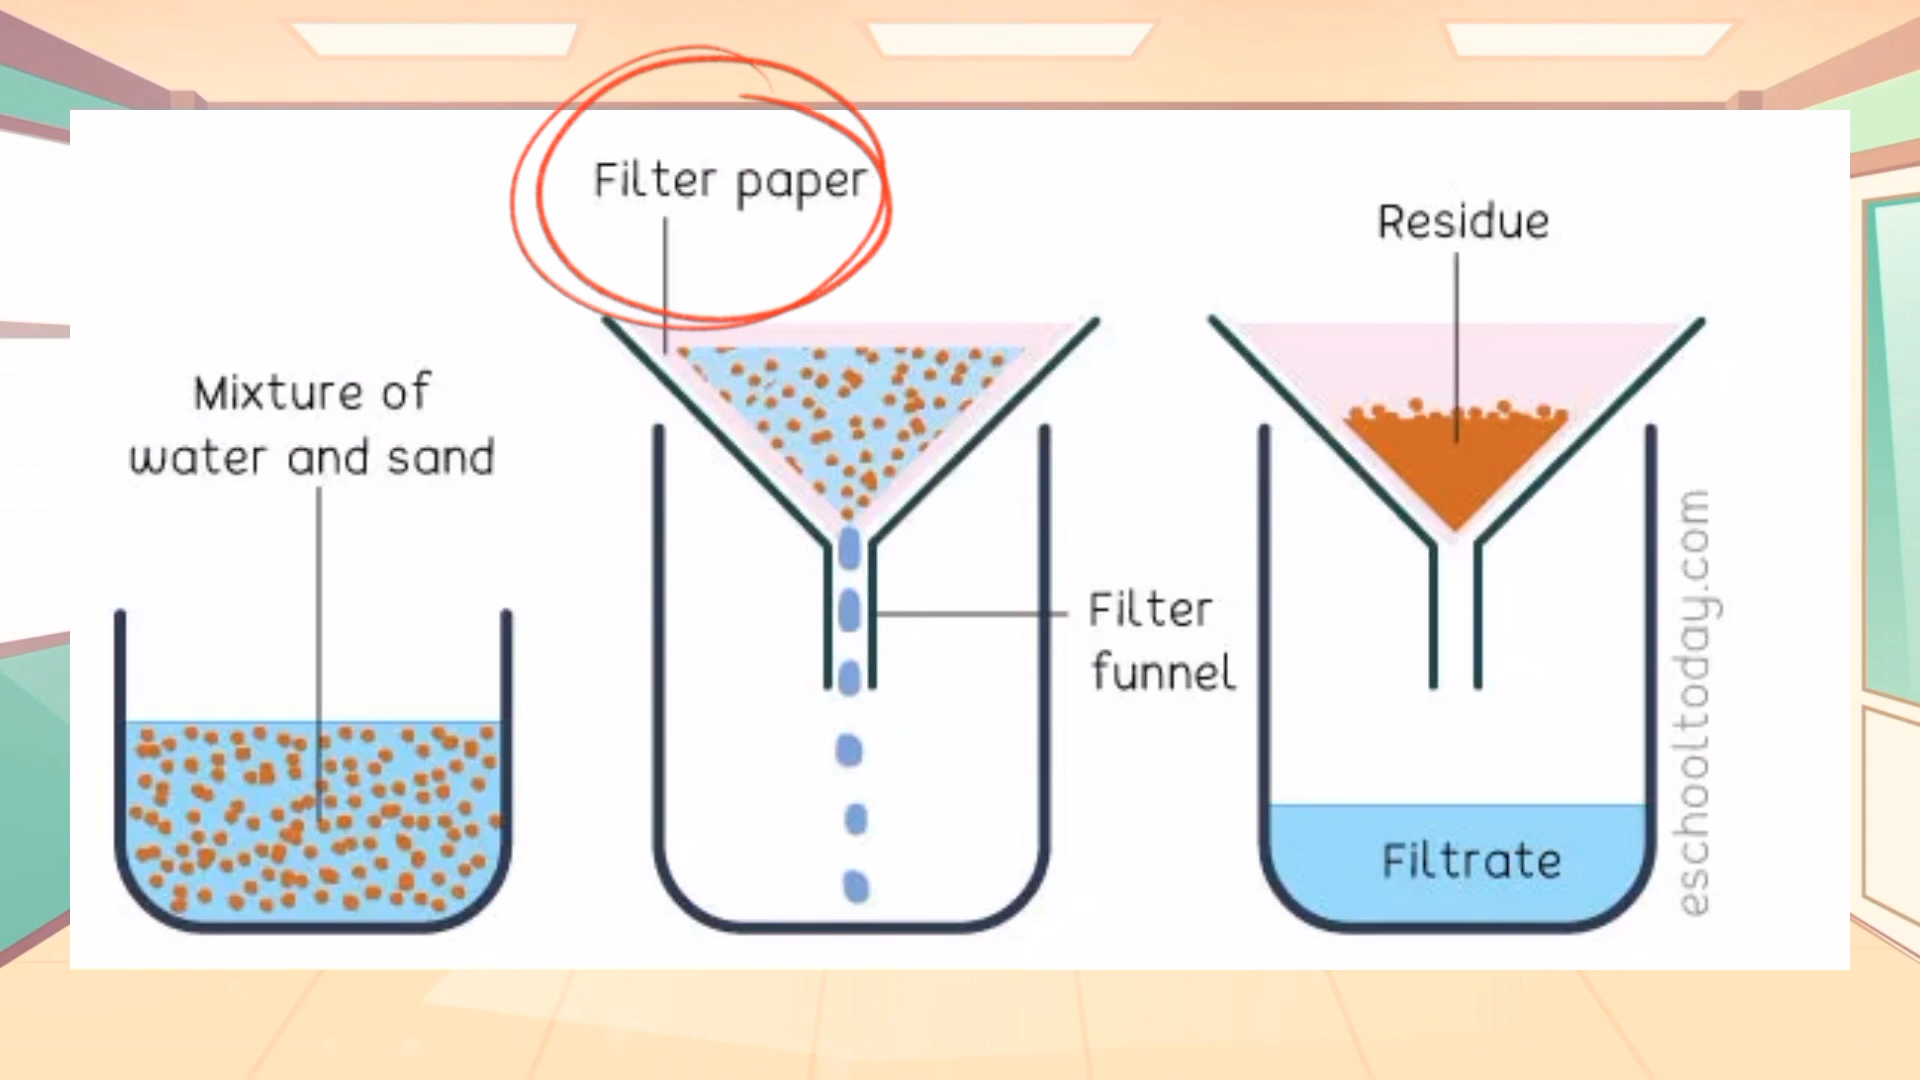 Filter paper
Residue
Mixture of
water and sand
Filter
funnel
Filtrate
eschooltoday.com